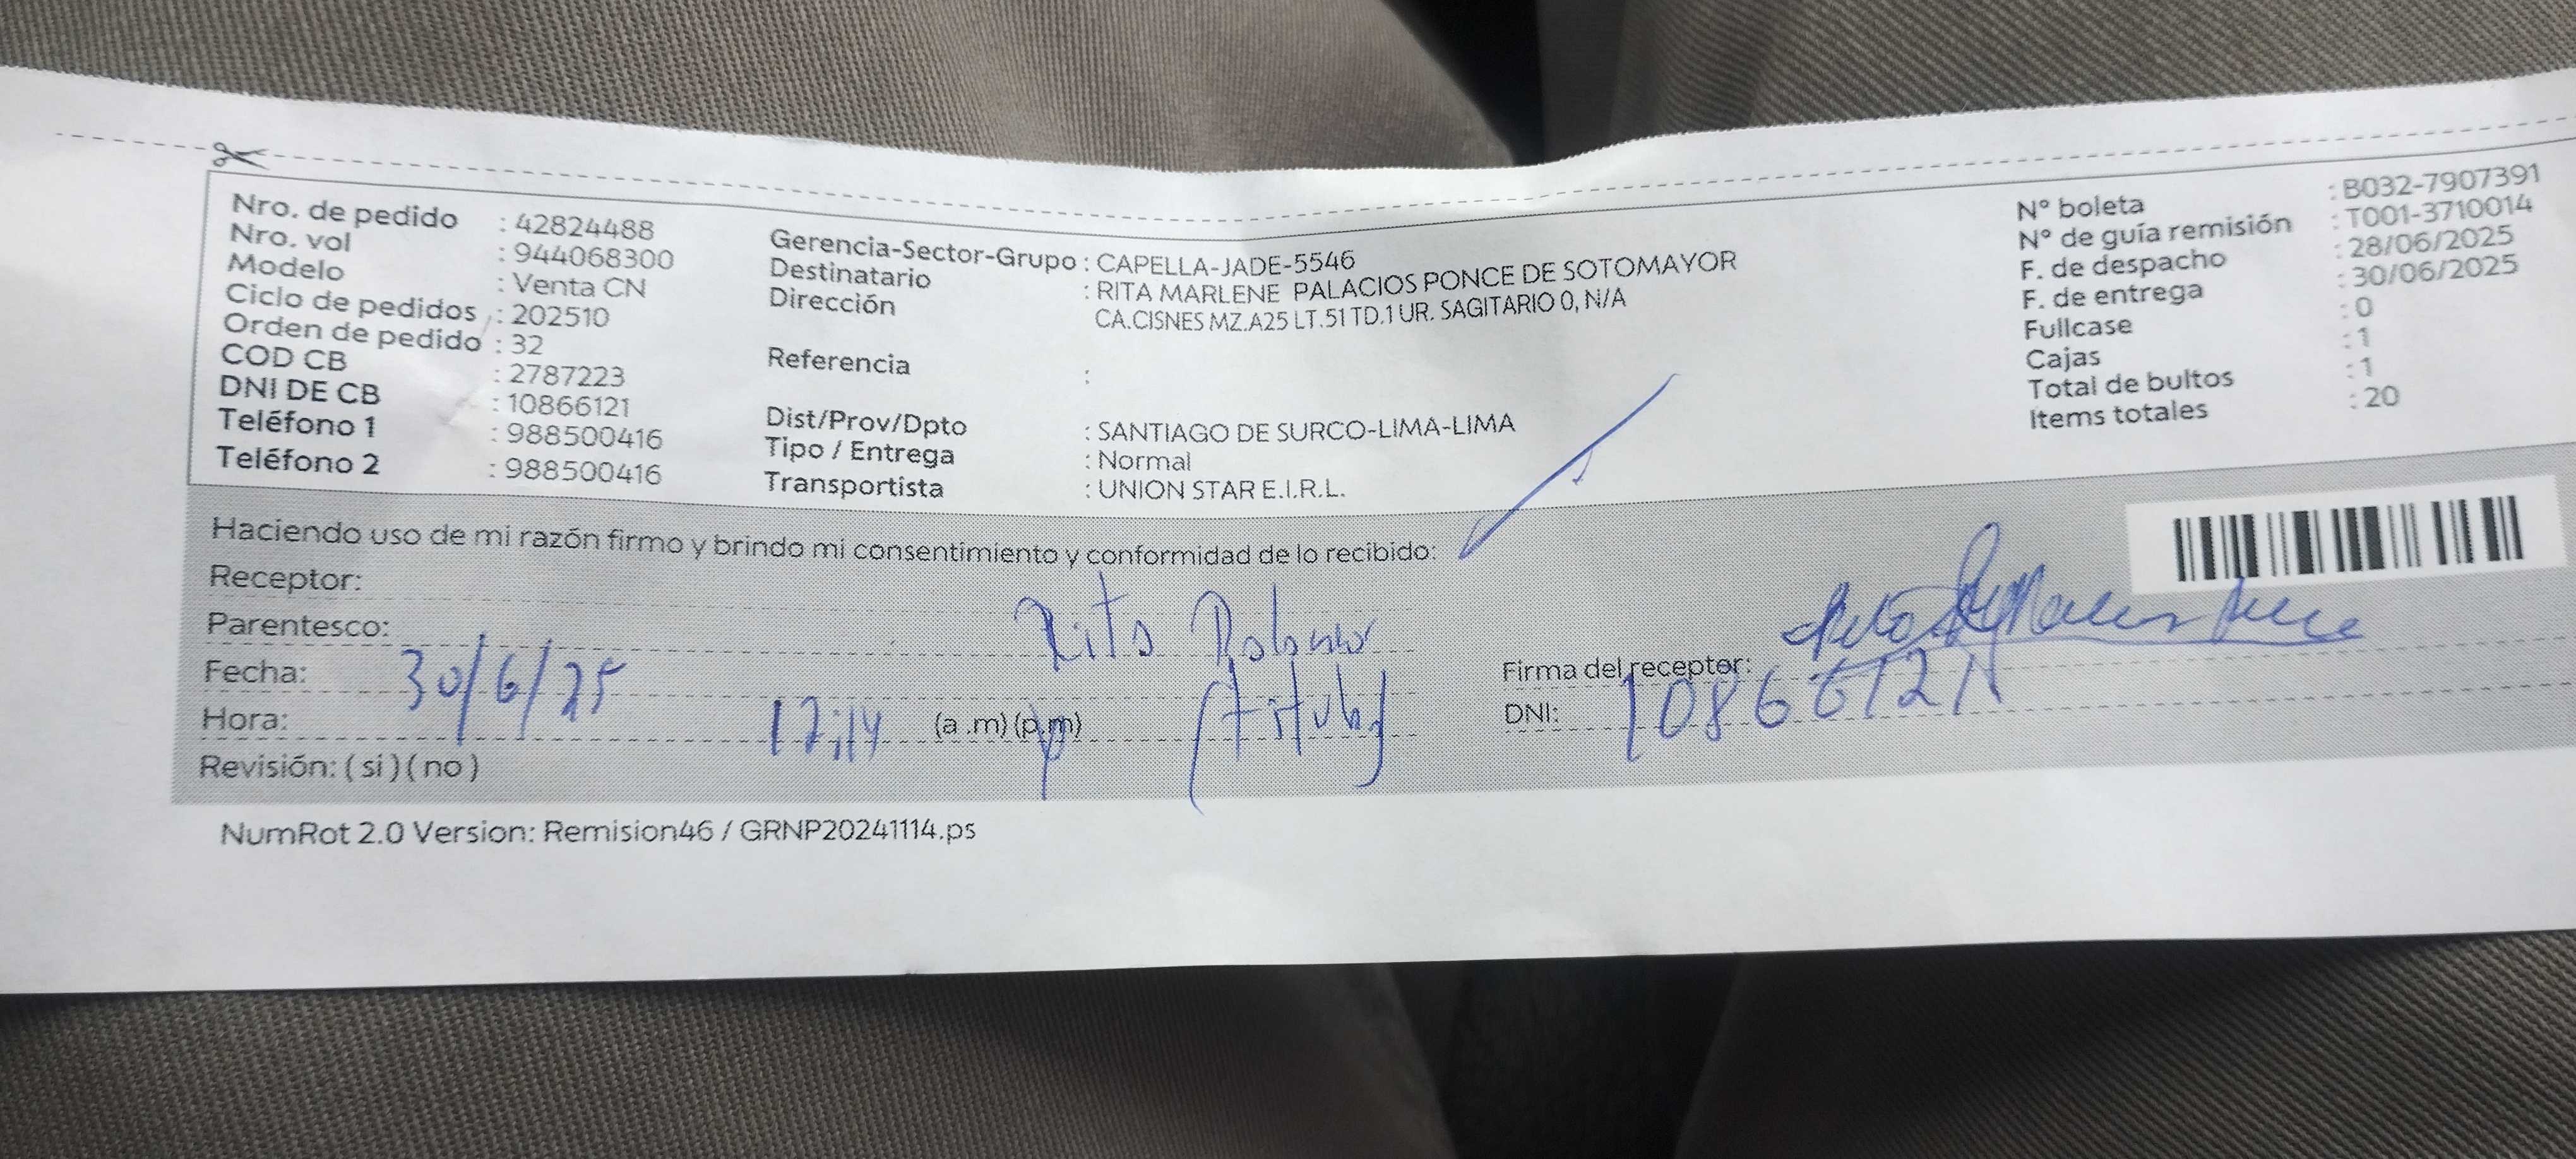 Nro. de pedido : 42824488
Nro. vol : 944068300
Modelo : Venta CN
Ciclo de pedidos : 202510
Orden de pedido : 32
COD CB : 2787223
DNI DE CB : 10866121
Teléfono 1 : 988500416
Teléfono 2 : 988500416
Gerencia-Sector-Grupo : CAPELLA-JADE-5546
Destinatario : RITA MARLENE PALACIOS PONCE DE SOTOMAYOR
Dirección CA.CISNES MZ.A25 LT.51 TD.1 UR. SAGITARIO 0, N/A
Referencia :
Dist/Prov/Dpto : SANTIAGO DE SURCO-LIMA-LIMA
Tipo / Entrega : Normal
Transportista : UNION STAR E.I.R.L.
N° boleta : B032-7907391
N° de guía remisión : T001-3710014
F. de despacho : 28/06/2025
F. de entrega : 30/06/2025
Fullcase : 0
Cajas : 1
Total de bultos : 1
Items totales : 20
Haciendo uso de mi razón firmo y brindo mi consentimiento y conformidad de lo recibido:
Receptor:
Parentesco: Rita
Fecha: 30/6/25
Hora: 12:14 (a .m) (p.m)
Revisión: ( si ) ( no )
Firma del receptor:
DNI: 10866121
NumRot 2.0 Version: Remision46 / GRNP20241114.ps